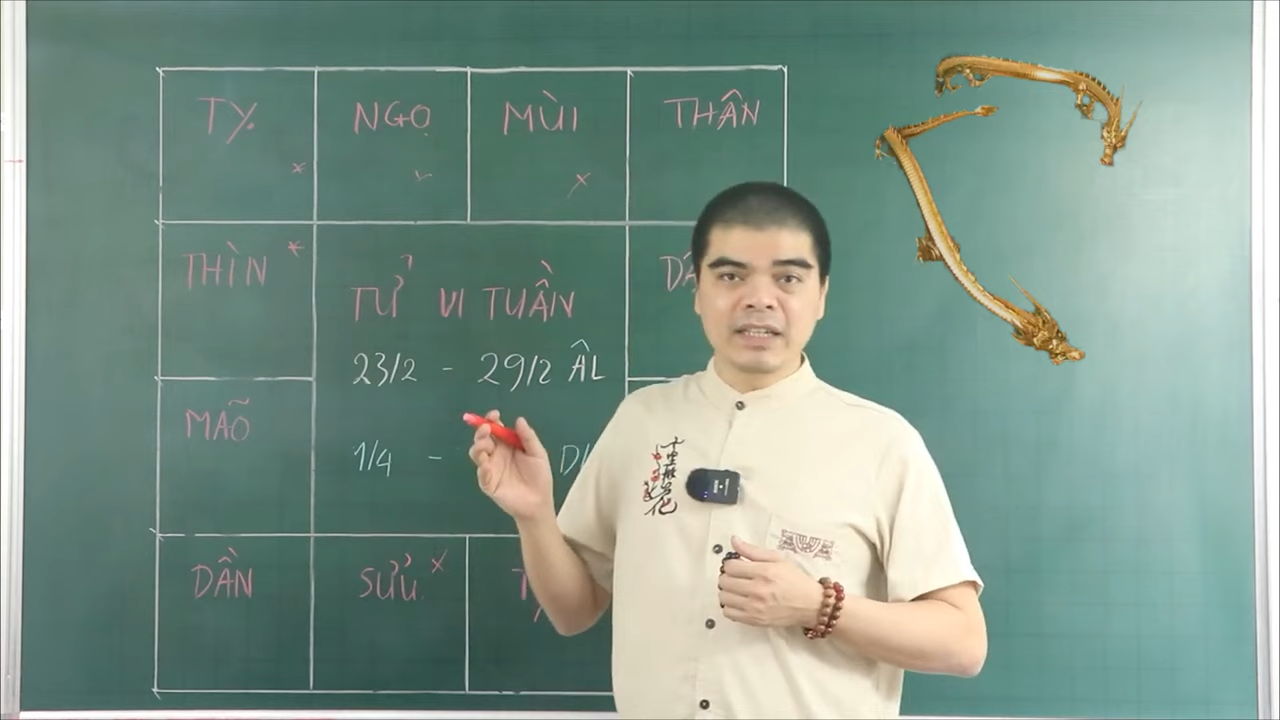 TỴ
NGỌ
MÙI
THÂN
THÌN
TỬ VI TUẦN
23/2 - 29/2 ÂL
MÃO
1/4 -
DẦN
SỬU